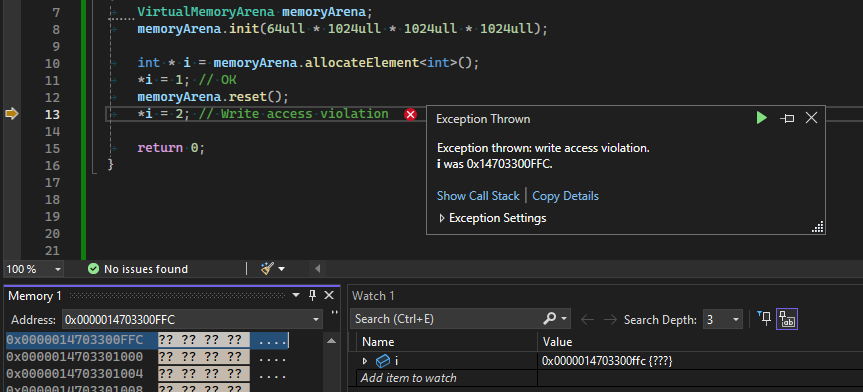 7 VirtualMemoryArena memoryArena;
8 memoryArena.init(64ull * 1024ull * 1024ull * 1024ull);
9
10 int * i = memoryArena.allocateElement<int>();
11 *i = 1; // OK
12 memoryArena.reset();
13 *i = 2; // Write access violation
14
15 return 0;
16 }
17
18
19
20
21
Exception Thrown
Exception thrown: write access violation.
i was 0x14703300FFC.
Show Call Stack | Copy Details
Exception Settings
100 % No issues found
Memory 1
Address: 0x0000014703300FFC
0x0000014703300FFC ?? ?? ?? ?? ....
0x0000014703301000 ?? ?? ?? ?? ....
0x0000014703301004 ?? ?? ?? ?? ....
0x0000014703301008 ?? ?? ?? ?? ....
Watch 1
Search (Ctrl+E) Search Depth: 3
Name Value
i 0x0000014703300ffc {???}
Add item to watch